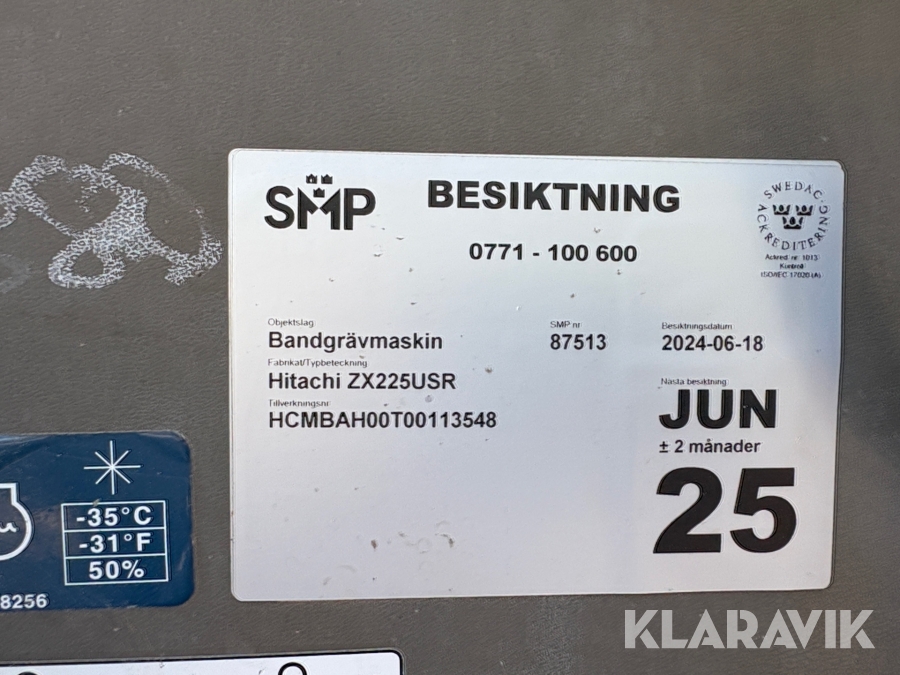 SMP
BESIKTNING
0771 - 100 600
SWEDAC
ACKREDITERING
Ackred. nr. 1013
Kontroll
ISO/IEC 17020 (A)
Objektslag
Bandgrävmaskin
SMP nr
87513
Besiktningsdatum
2024-06-18
Fabrikat/Typbeteckning
Hitachi ZX225USR
Tillverkningsnr
HCMBAH00T00113548
Nästa besiktning
JUN
± 2 månader
25
-35°C
-31°F
50%
8256
KLARAVIK